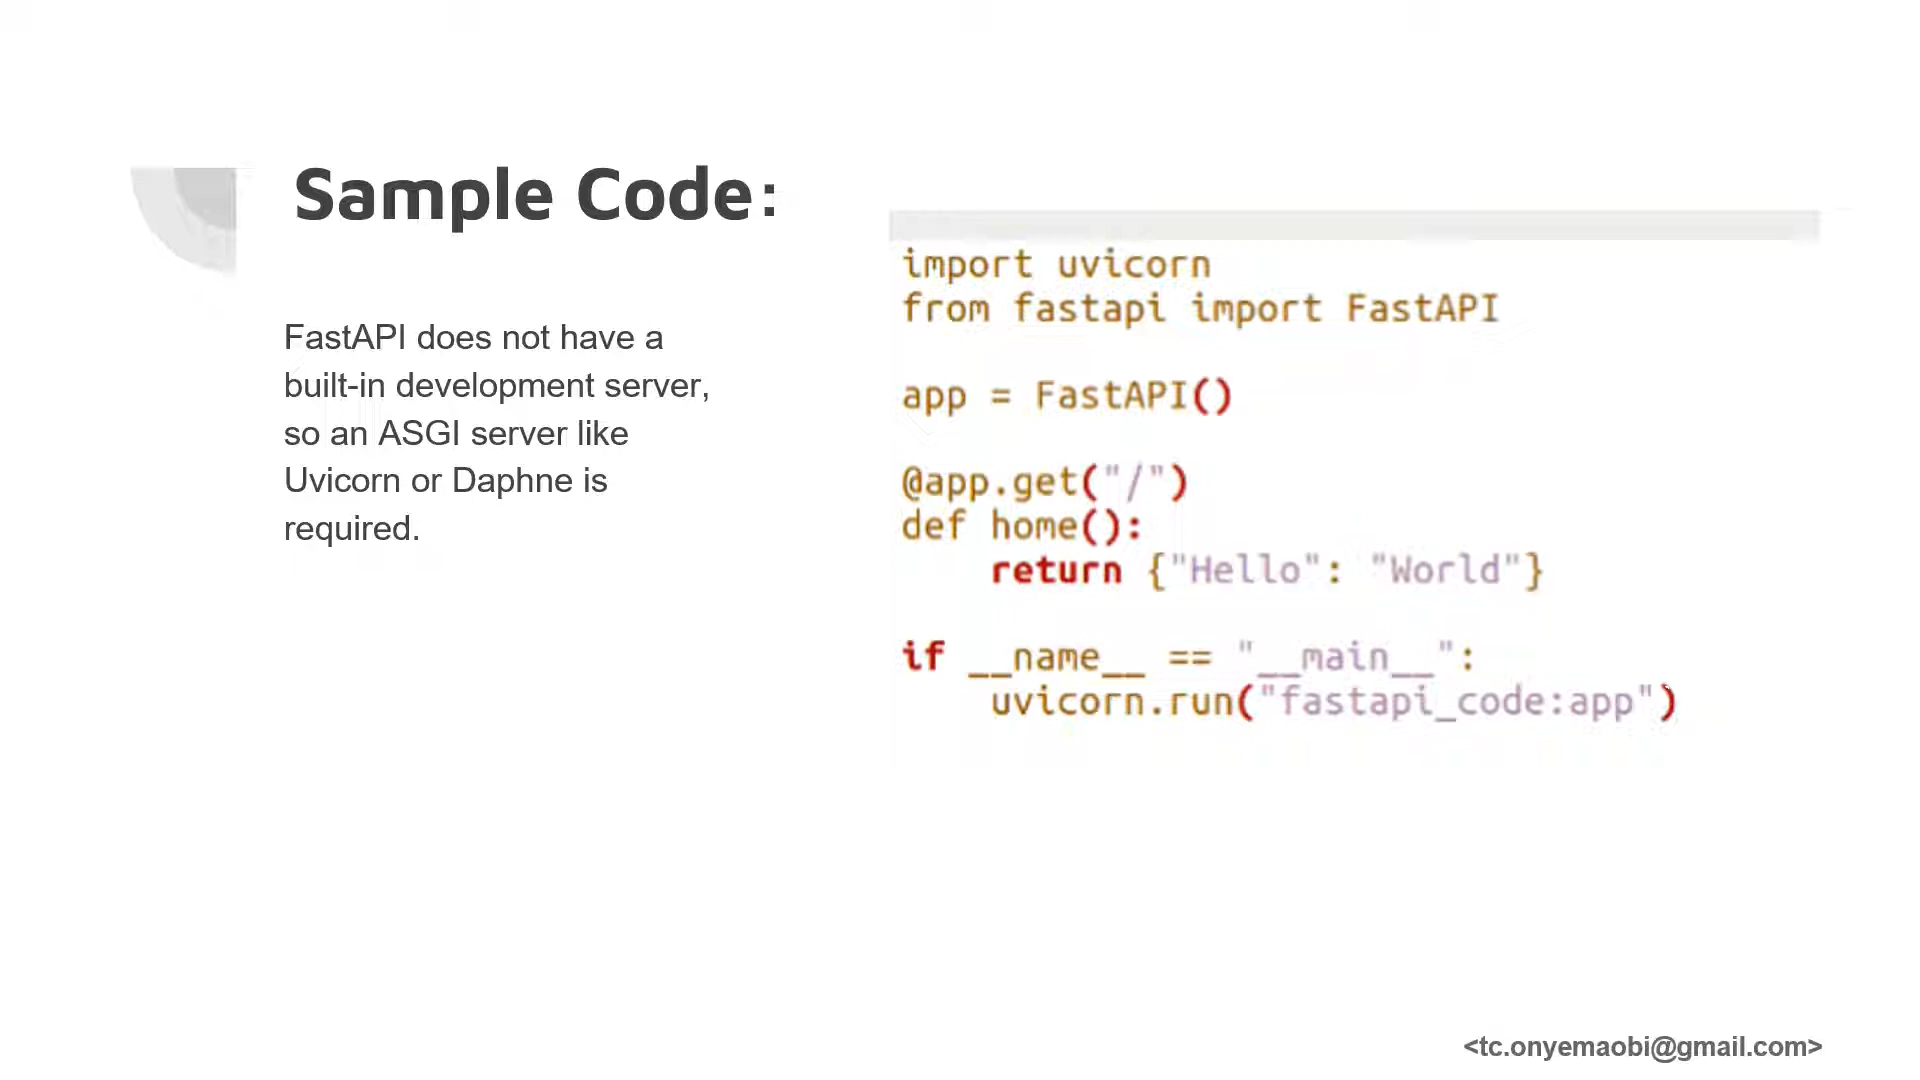 Sample Code:
FastAPI does not have a
built-in development server,
so an ASGI server like
Uvicorn or Daphne is
required.
import uvicorn
from fastapi import FastAPI
app = FastAPI()
@app.get("/")
def home():
    return {"Hello": "World"}
if __name__ == "__main__":
    uvicorn.run("fastapi_code:app")
<tc.onyemaobi@gmail.com>